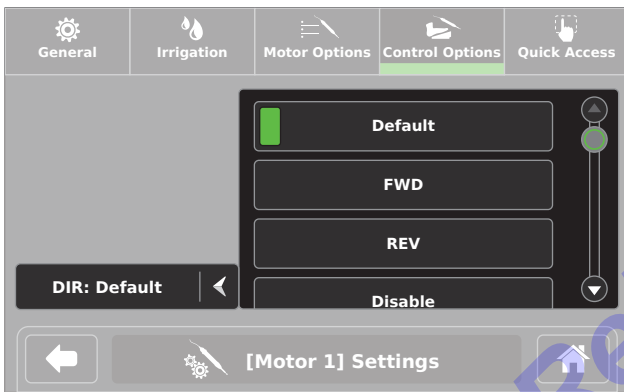 General
Irrigation
Motor Options
Control Options
Quick Access
Default
FWD
REV
DIR: Default
Disable
[Motor 1] Settings